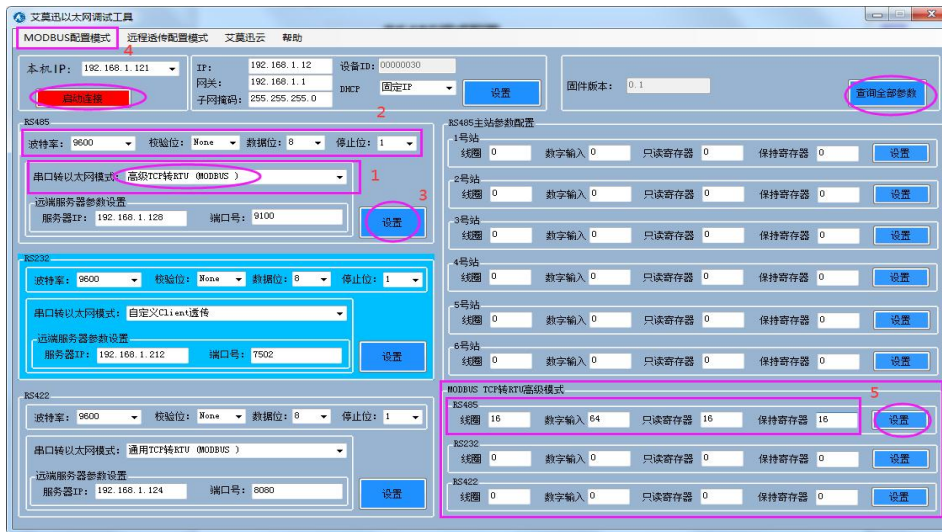 艾莫迅以太网调试工具
MODBUS配置模式 远程透传配置模式 艾莫迅云 帮助
4
本机IP: 192.168.1.121
启动连接
IP: 192.168.1.12 设备ID: 00000030
网关: 192.168.1.1 DHCP 固定IP
子网掩码: 255.255.255.0
设置
固件版本: 0.1
查询全部参数
RS485
2
波特率: 9600 校验位: None 数据位: 8 停止位: 1
串口转以太网模式: 高级TCP转RTU (MODBUS )
1
远端服务器参数设置
服务器IP: 192.168.1.128 端口号: 9100
3
设置
RS232
波特率: 9600 校验位: None 数据位: 8 停止位: 1
串口转以太网模式: 自定义Client透传
远端服务器参数设置
服务器IP: 192.168.1.212 端口号: 7502
设置
RS422
波特率: 9600 校验位: None 数据位: 8 停止位: 1
串口转以太网模式: 通用TCP转RTU (MODBUS )
远端服务器参数设置
服务器IP: 192.168.1.124 端口号: 8080
设置
RS485主站参数配置
1号站
线圈 0 数字输入 0 只读寄存器 0 保持寄存器 0 设置
2号站
线圈 0 数字输入 0 只读寄存器 0 保持寄存器 0 设置
3号站
线圈 0 数字输入 0 只读寄存器 0 保持寄存器 0 设置
4号站
线圈 0 数字输入 0 只读寄存器 0 保持寄存器 0 设置
5号站
线圈 0 数字输入 0 只读寄存器 0 保持寄存器 0 设置
6号站
线圈 0 数字输入 0 只读寄存器 0 保持寄存器 0 设置
MODBUS TCP转RTU高级模式
5
RS485
线圈 16 数字输入 64 只读寄存器 16 保持寄存器 16 设置
RS232
线圈 0 数字输入 0 只读寄存器 0 保持寄存器 0 设置
RS422
线圈 0 数字输入 0 只读寄存器 0 保持寄存器 0 设置